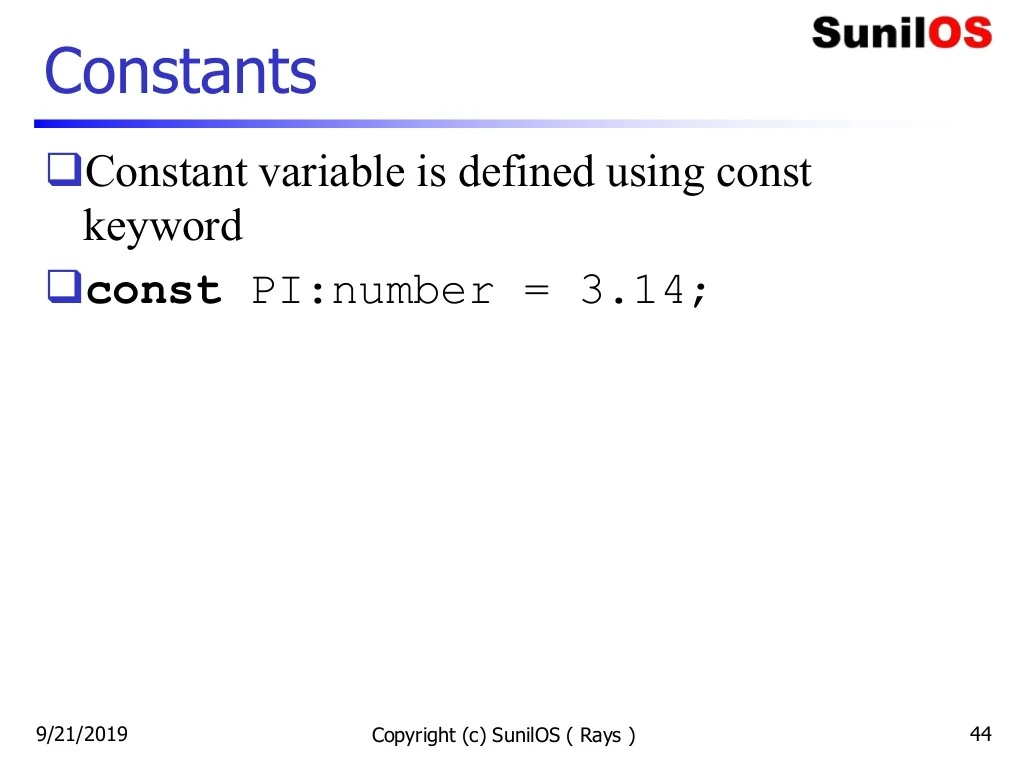 SunilOS
Constants
Constant variable is defined using const
keyword
const PI:number = 3.14;
9/21/2019
Copyright (c) SunilOS ( Rays )
44